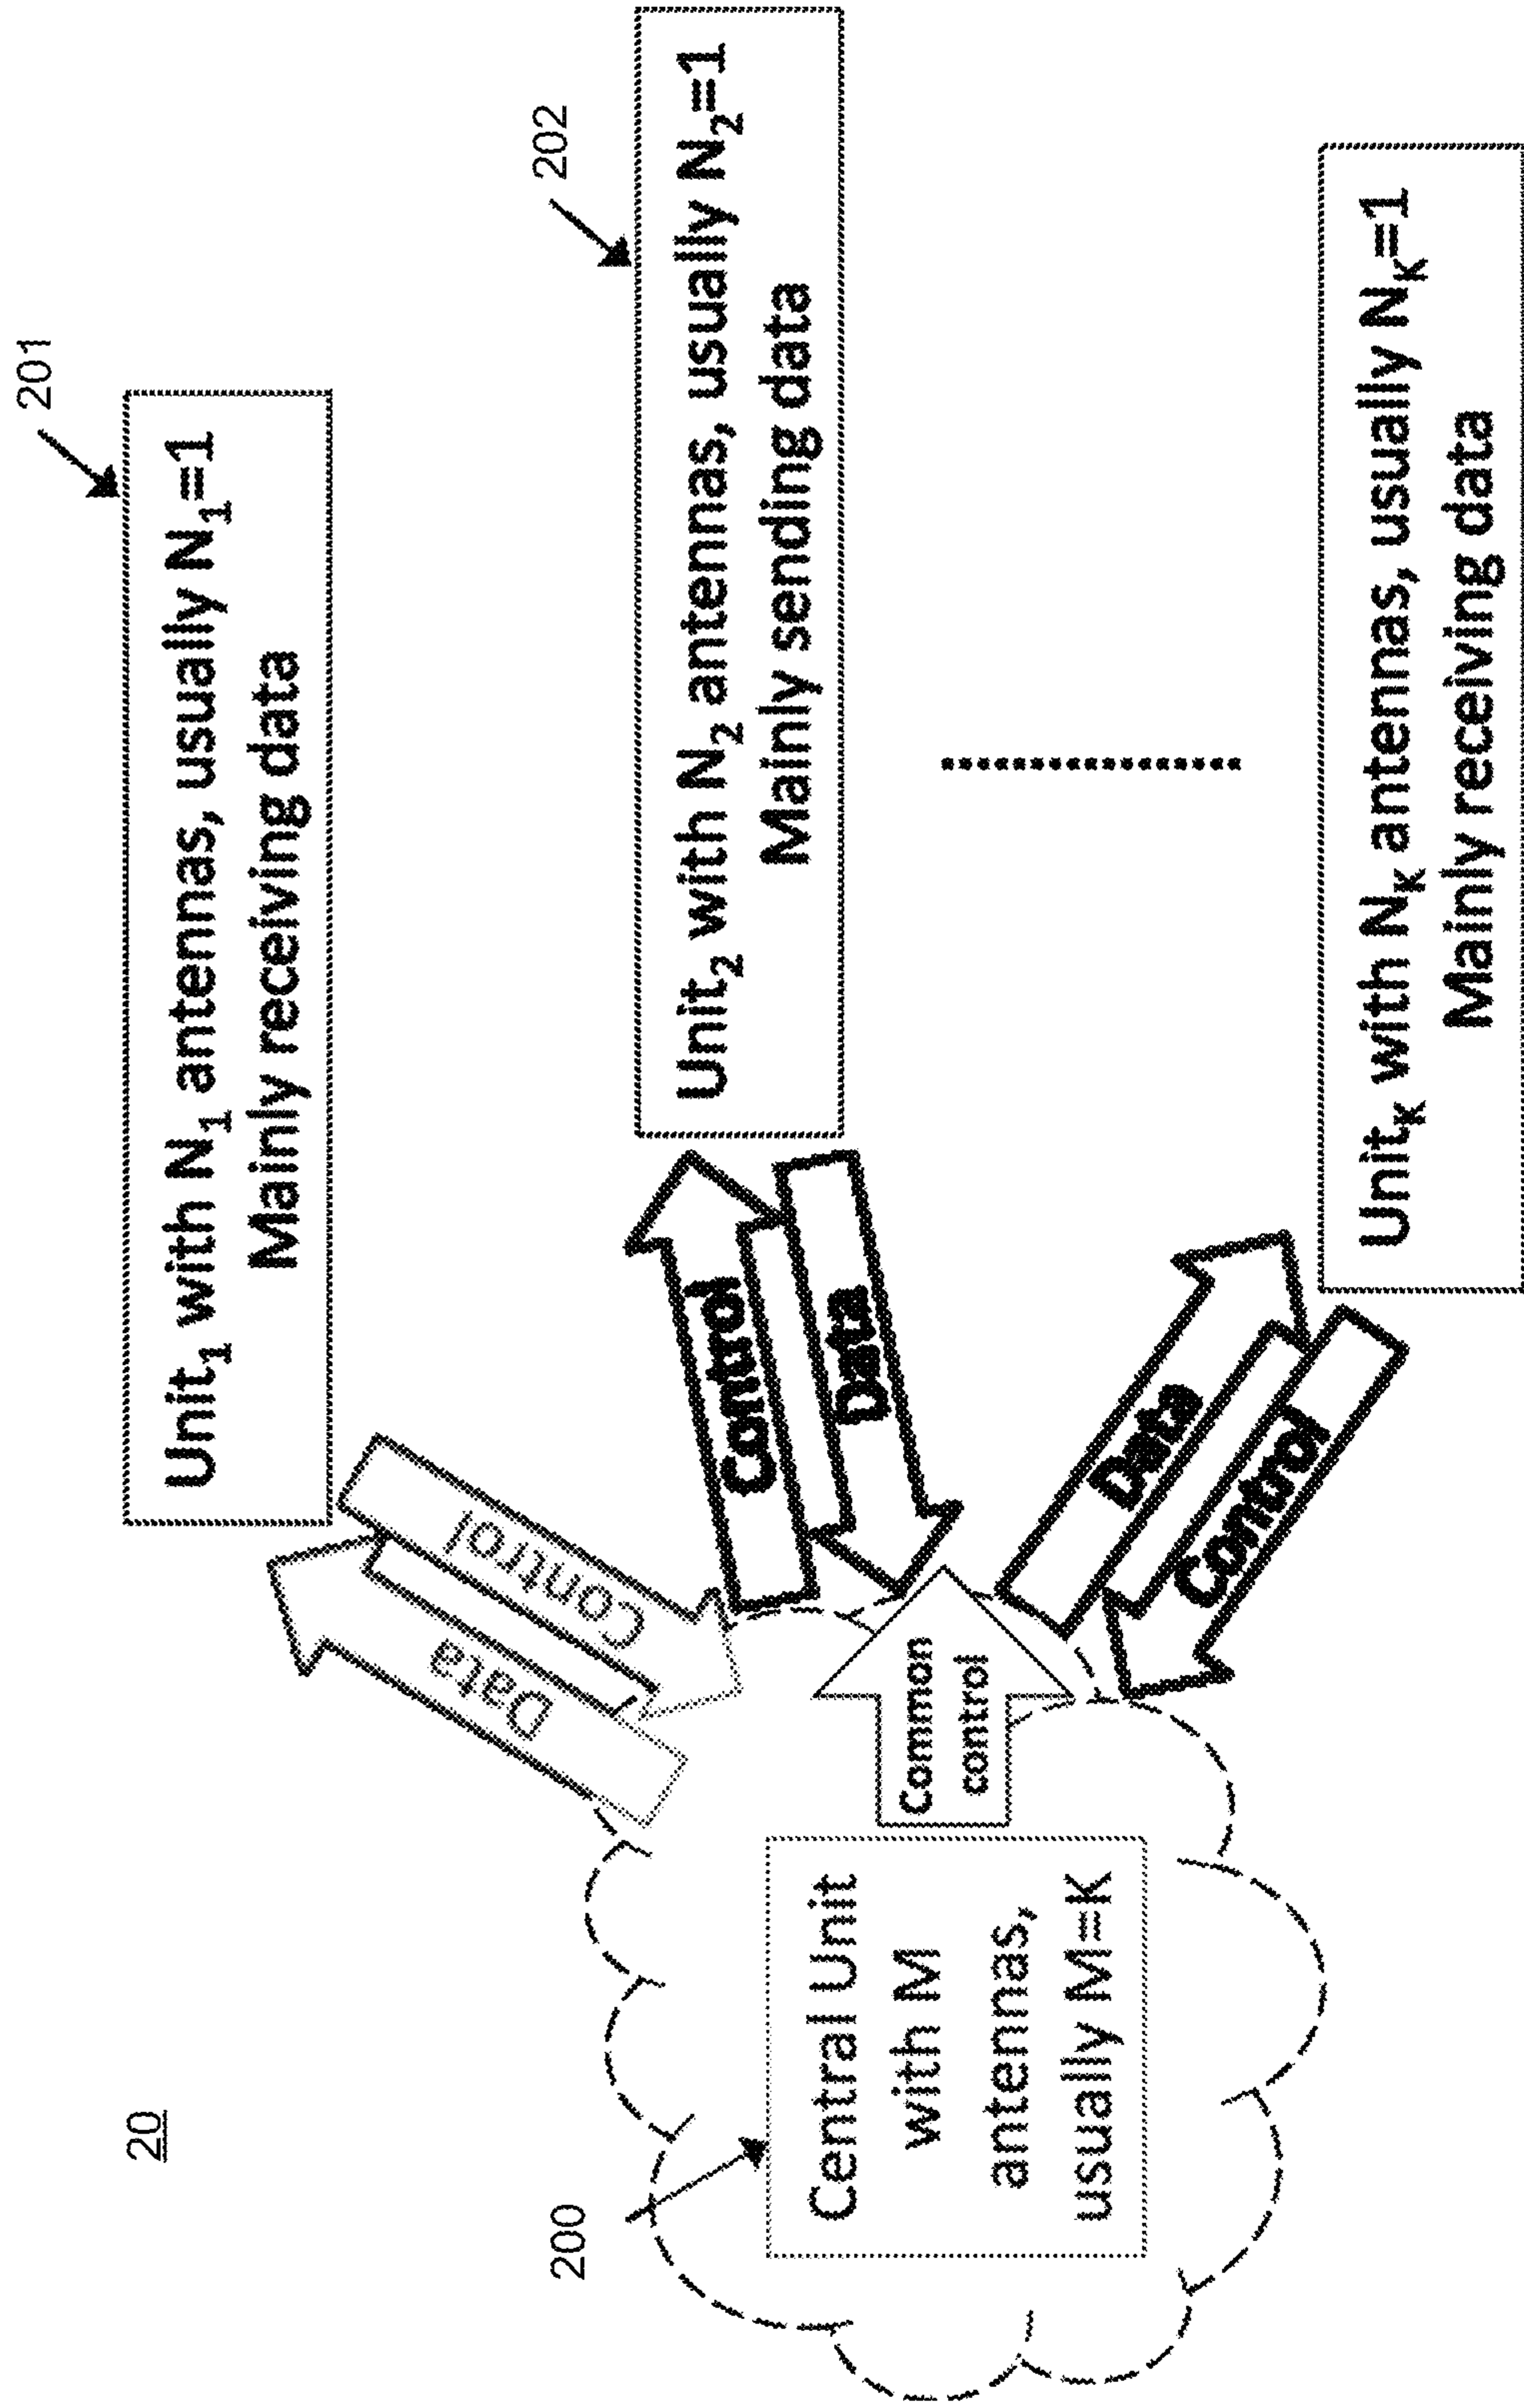 20
201
Unit₁ with N₁ antennas, usually N₁=1
Mainly receiving data
Data
Control
202
Unit₂ with N₂ antennas, usually N₂=1
Mainly sending data
Control
Data
200
Central Unit
with M
antennas,
usually M=K
Common
control
Data
Control
Unitₖ with Nₖ antennas, usually Nₖ=1
Mainly receiving data